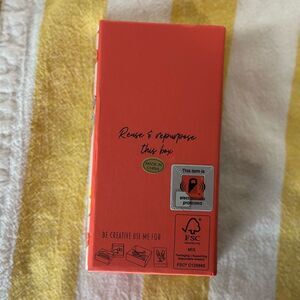 Reuse & repurpose
this box
MADE IN
CHINA
This item is
electronically
protected
BE CREATIVE USE ME FOR
FSC
MIX